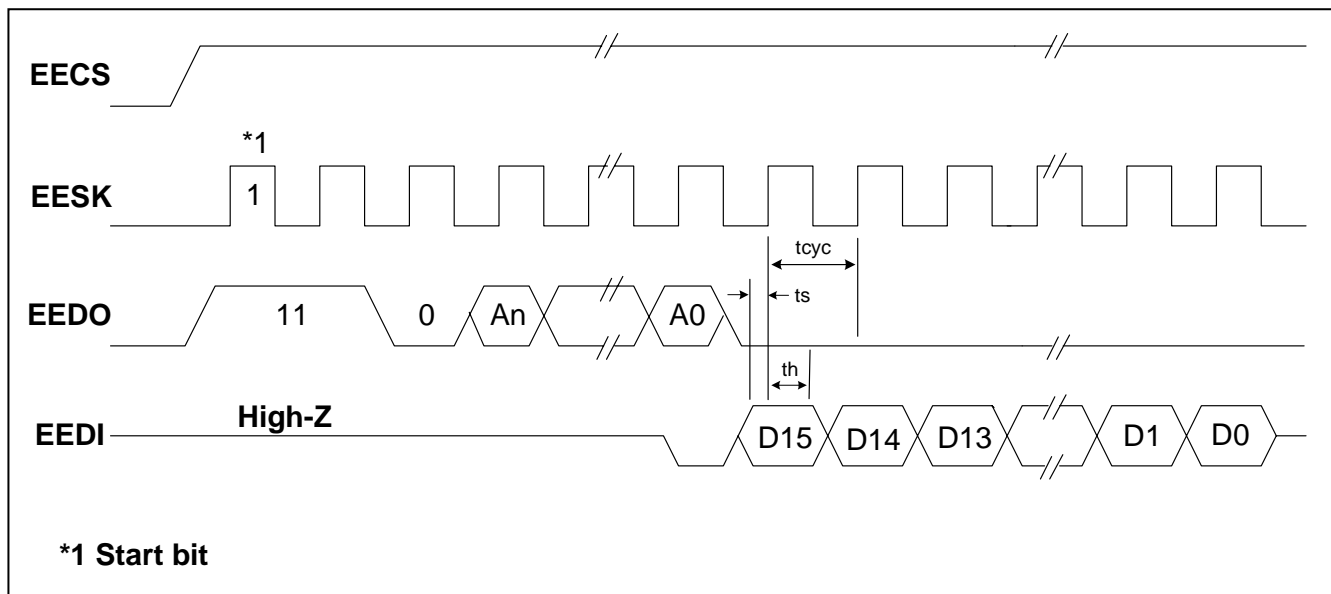 EECS
*1
EESK
1
tcyc
ts
EEDO
11
0
An
A0
th
High-Z
EEDI
D15
D14
D13
D1
D0
*1 Start bit